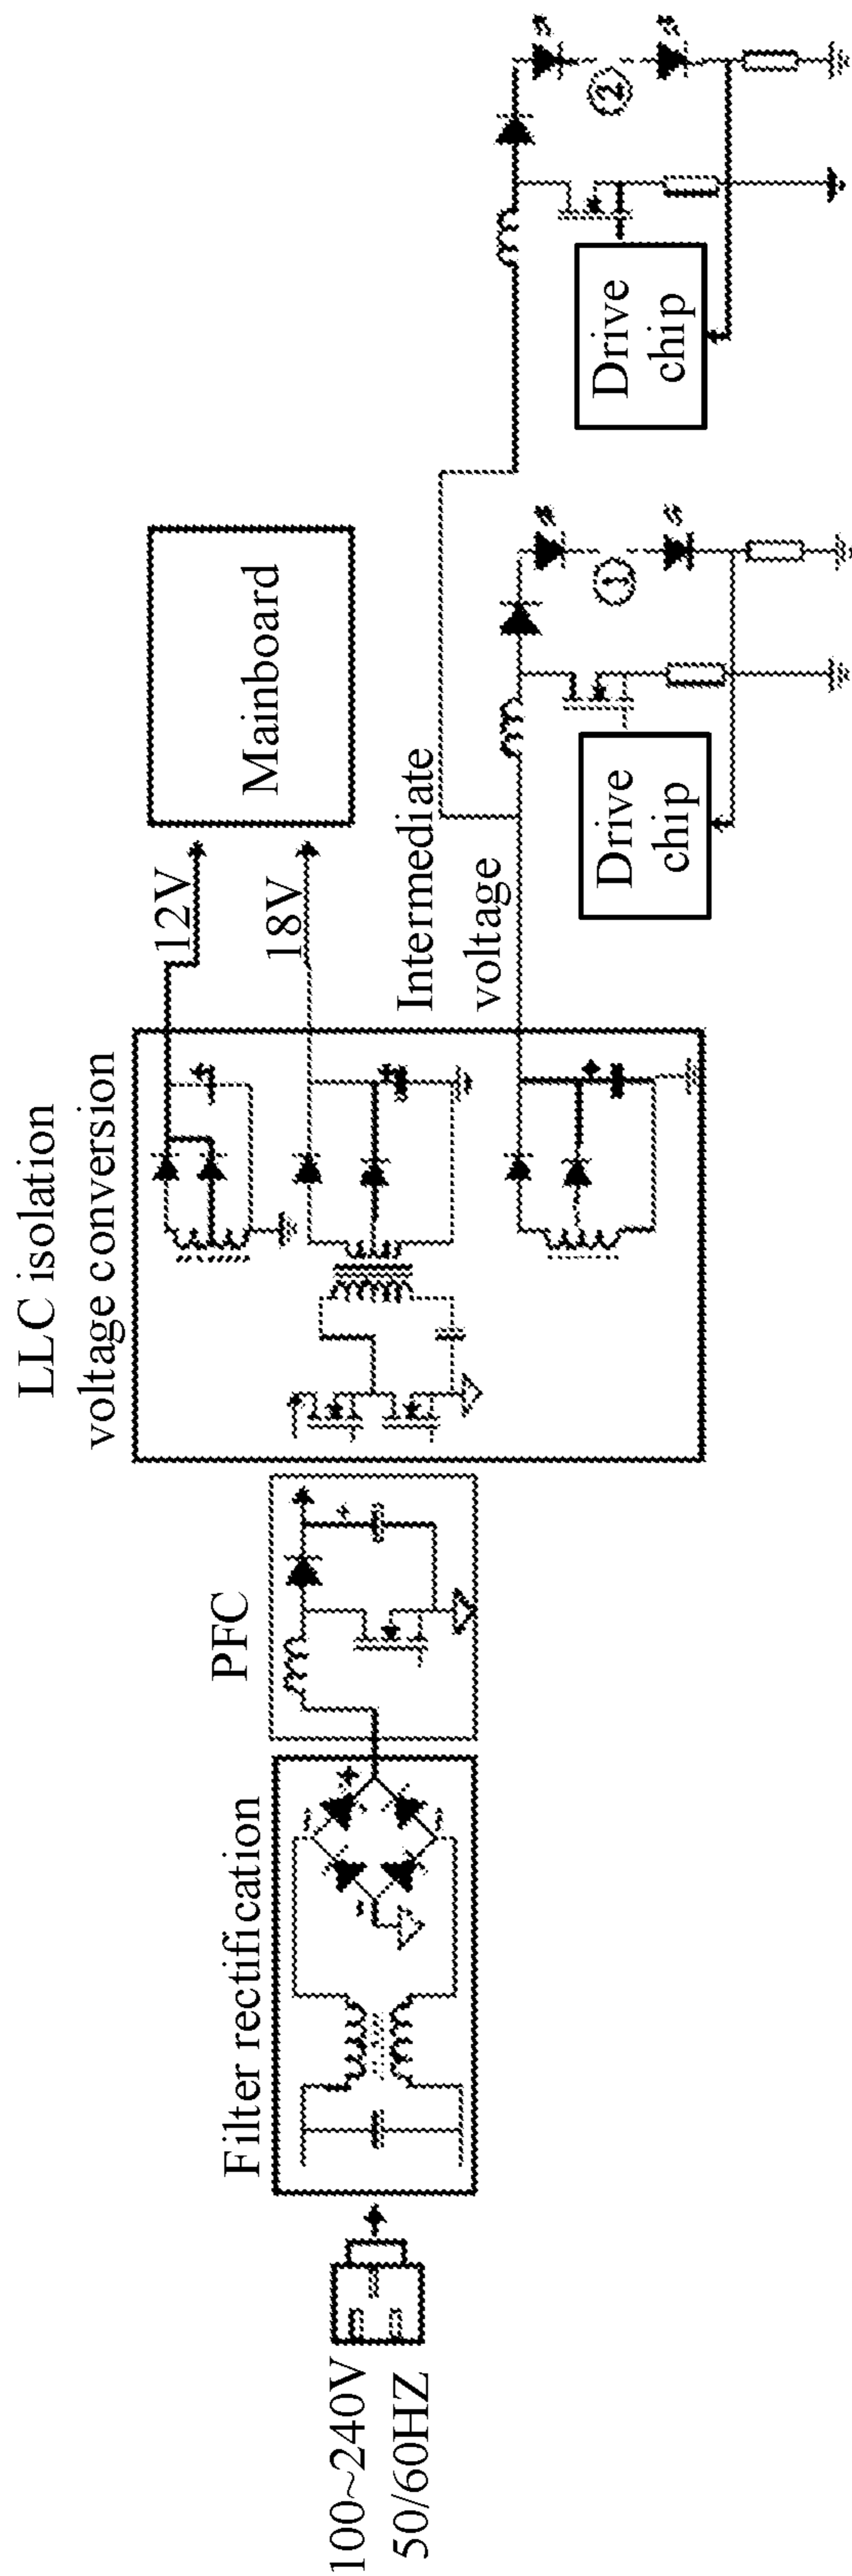 100~240V
50/60HZ
Filter rectification
PFC
LLC isolation
voltage conversion
12V
18V
Mainboard
Intermediate
voltage
Drive
chip
①
Drive
chip
②